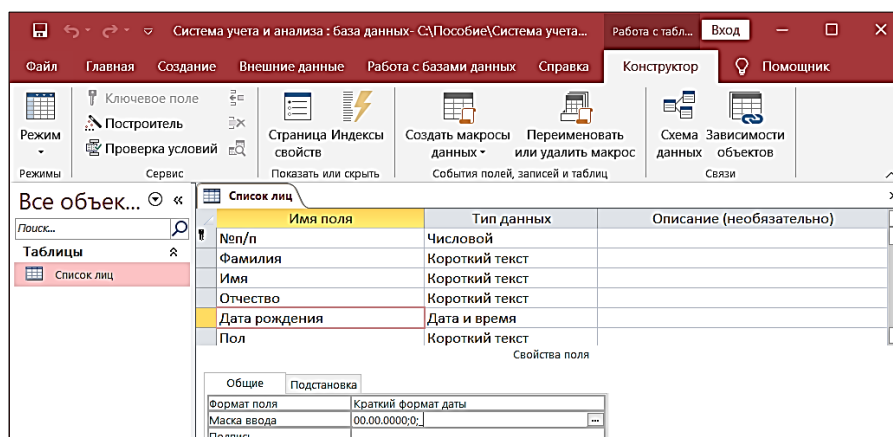 Система учета и анализа : база данных- C:\Пособие\Система учета... Работа с табл... Вход
Файл Главная Создание Внешние данные Работа с базами данных Справка Конструктор Помощник
Режим
Ключевое поле
Построитель
Проверка условий
Страница свойств
Индексы
Создать макросы данных
Переименовать или удалить макрос
Схема данных
Зависимости объектов
Режимы Сервис Показать или скрыть События полей, записей и таблиц Связи
Все объек... «
Поиск...
Таблицы
Список лиц
Список лиц
Имя поля Тип данных Описание (необязательно)
№п/п Числовой
Фамилия Короткий текст
Имя Короткий текст
Отчество Короткий текст
Дата рождения Дата и время
Пол Короткий текст
Свойства поля
Общие Подстановка
Формат поля Краткий формат даты
Маска ввода 00.00.0000;0;_
Подпись